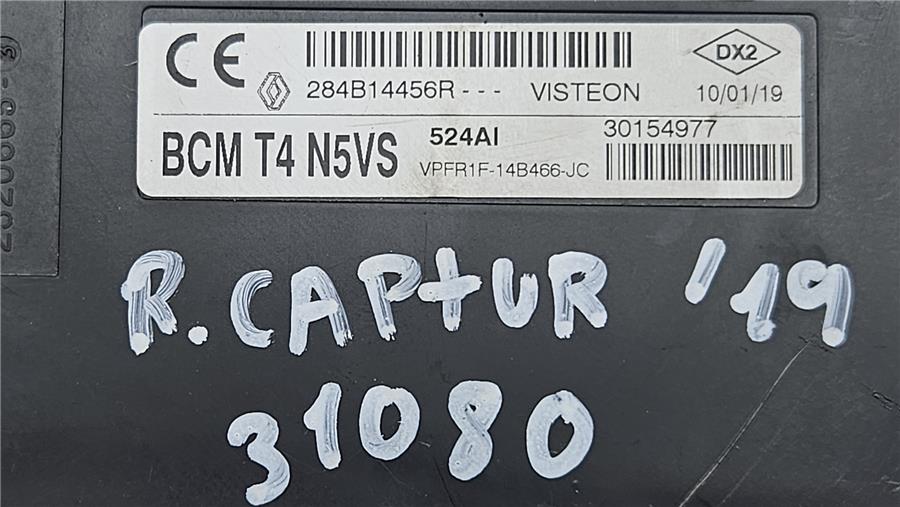 CE
284B14456R--- VISTEON
DX2
10/01/19
BCM T4 N5VS
524AI
VPFR1F-14B466-JC
30154977
R.CAPtUR '19
31080